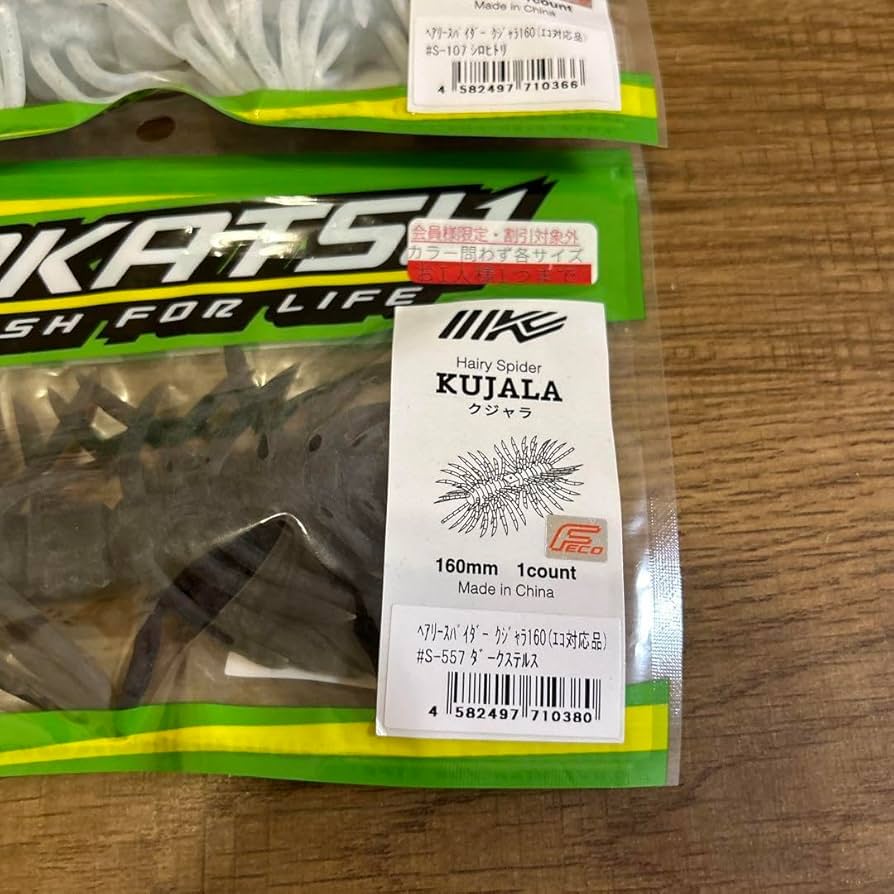 Made in China
1count
ヘアリースパイダー クジャラ160(エコ対応品)
#S-107 シロヒトリ
4 582497 710366
KATSU
SH FOR LIFE
会員様限定・割引対象外
カラー問わず各サイズ
お1人様1つまで
Hairy Spider
KUJALA
クジャラ
Feco
160mm 1count
Made in China
ヘアリースパイダー クジャラ160(エコ対応品)
#S-557 ダークステルス
4 582497 710380